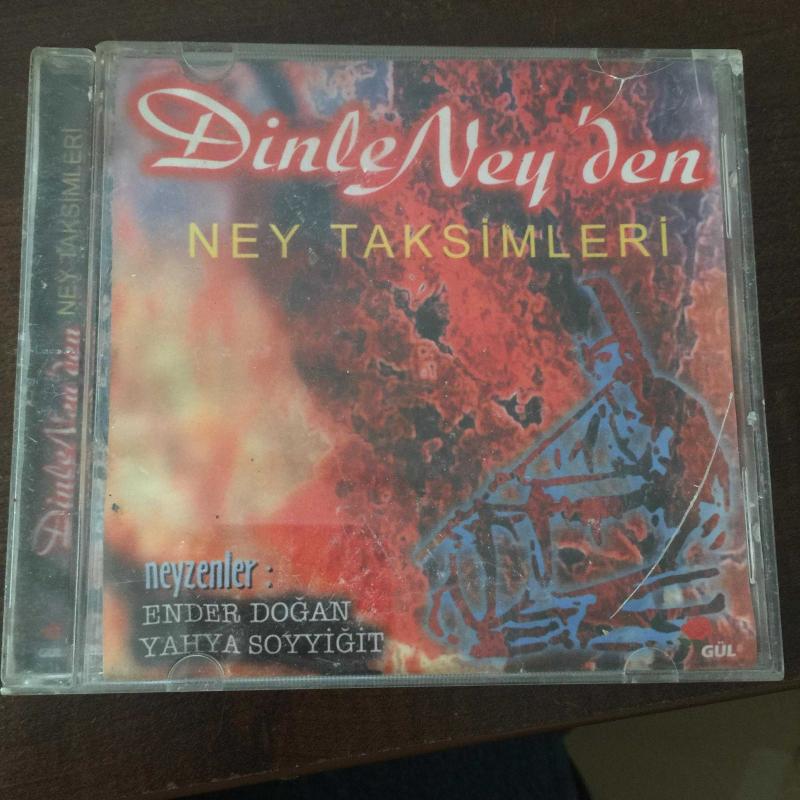 Dinle Ney'den
NEY TAKSİMLERİ
neyzenler :
ENDER DOĞAN
YAHYA SOYYİĞİT
GÜL
Dinle Ney'den NEY TAKSİMLERİ
GÜL